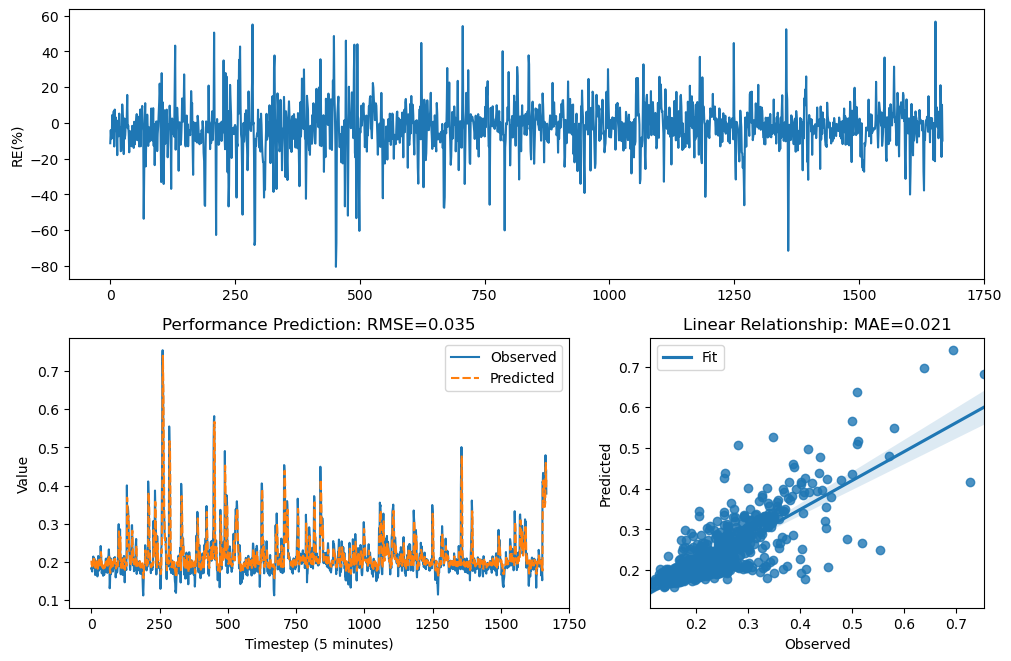 60
40
20
0
−20
−40
−60
−80
RE(%)
0 250 500 750 1000 1250 1500 1750
Performance Prediction: RMSE=0.035
Observed
Predicted
0.7
0.6
0.5
0.4
0.3
0.2
0.1
Value
0 250 500 750 1000 1250 1500 1750
Timestep (5 minutes)
Linear Relationship: MAE=0.021
Fit
0.7
0.6
0.5
0.4
0.3
0.2
Predicted
0.2 0.3 0.4 0.5 0.6 0.7
Observed